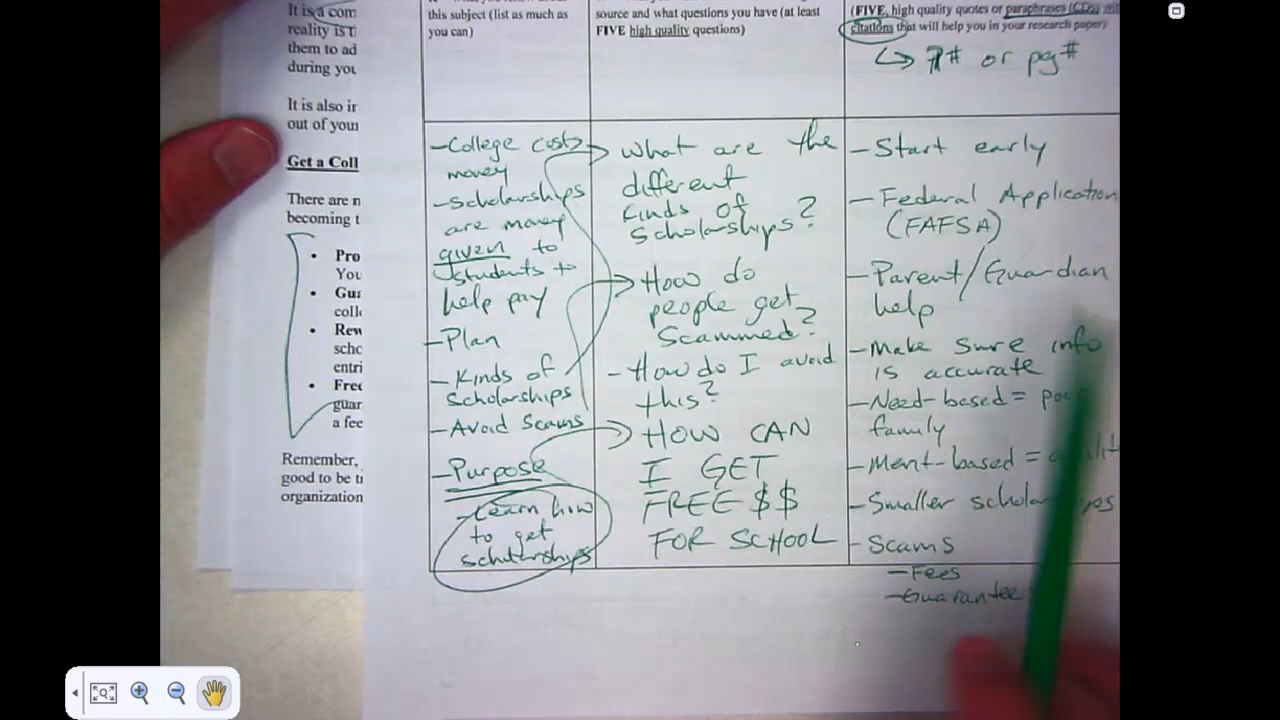 It is a com
reality is t
them to ad
during you
It is also ir
out of your
Get a Coll
There are n
becoming t
• Pro
You
• Gua
coll
• Rew
scho
entri
• Free
guar
a fee
Remember,
good to be t
organization
this subject (list as much as
you can)
-College costs
money
-Scholarships
are money
given to
students to
help pay
-Plan
-Kinds of
Scholarships
-Avoid Scams
-Purpose
-Learn how
to get
source and what questions you have (at least
FIVE high quality questions)
What are the
different
kinds of
scholarships?
How do
people get
scammed?
-How do I avoid
this?
HOW CAN
I GET
FREE $$
FOR SCHOOL
(FIVE, high quality quotes or paraphrases (CDs)
citations that will help you in your research paper)
# or pg#
-Start early
-Federal Application
(FAFSA)
-Parent/Guardian
help
-Make sure info
is accurate
-Need-based =
family
-Merit-based =
-Smaller
-Scams
-Fees
-Guarantee